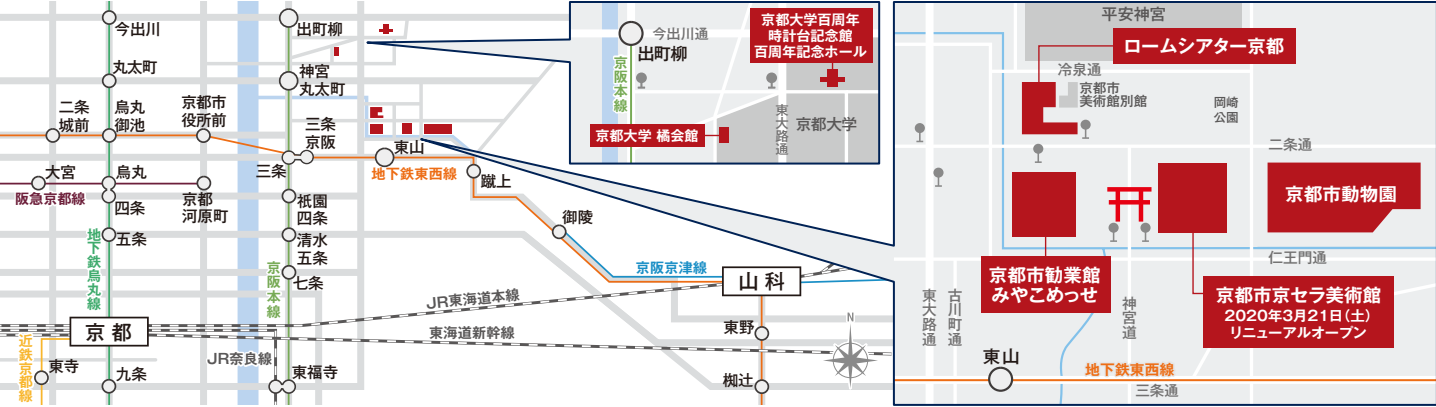 今出川
出町柳
丸太町
神宮
丸太町
二条
城前
烏丸
御池
京都市
役所前
三条
京阪
三条
東山
地下鉄東西線
蹴上
大宮
烏丸
阪急京都線
四条
京都
河原町
祇園
四条
御陵
五条
清水
五条
地下鉄烏丸線
京阪本線
七条
京阪京津線
山科
JR東海道本線
京都
東海道新幹線
東野
近鉄京都線
JR奈良線
東寺
九条
東福寺
椥辻
N
今出川通
出町柳
京阪本線
京都大学百周年
時計台記念館
百周年記念ホール
東大路通
京都大学
京都大学 橘会館
平安神宮
ロームシアター京都
冷泉通
京都市
美術館別館
岡崎
公園
二条通
京都市動物園
仁王門通
京都市勧業館
みやこめっせ
京都市京セラ美術館
2020年3月21日(土)
リニューアルオープン
東大路通
古川町通
神宮道
東山
地下鉄東西線
三条通